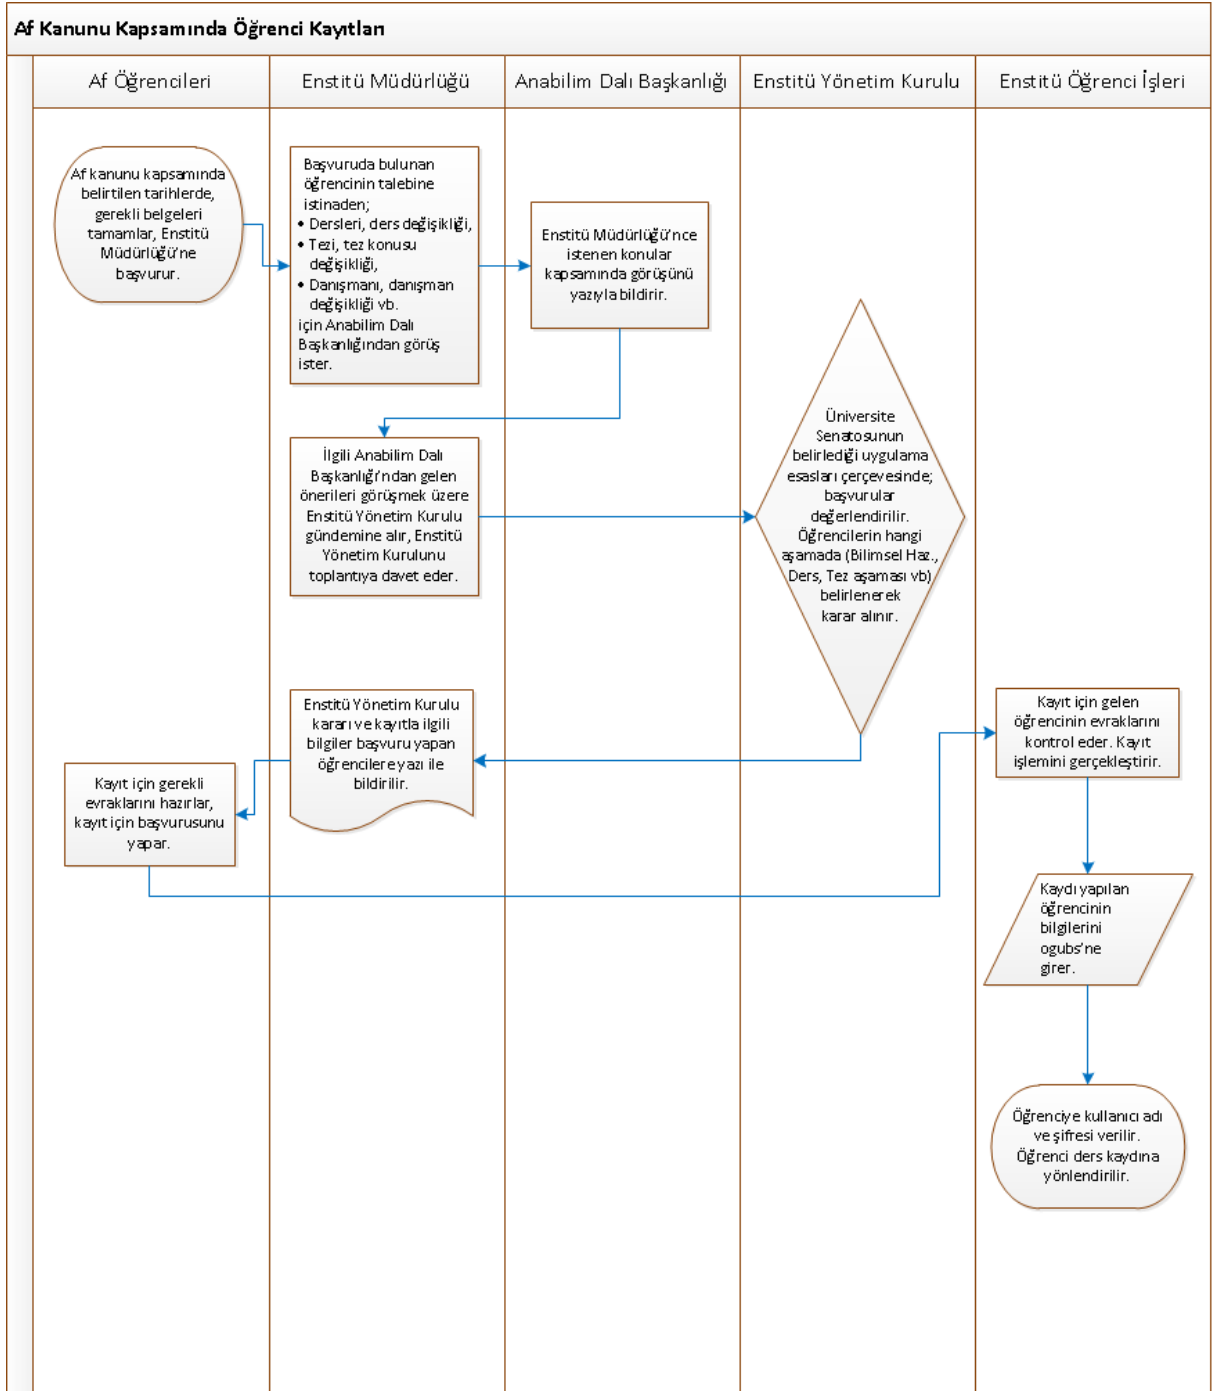 Af Kanunu Kapsamında Öğrenci Kayıtları
Af Öğrencileri
Enstitü Müdürlüğü
Anabilim Dalı Başkanlığı
Enstitü Yönetim Kurulu
Enstitü Öğrenci İşleri
Af kanunu kapsamında
belirtilen tarihlerde,
gerekli belgeleri
tamamlar, Enstitü
Müdürlüğü'ne
başvurur.
Başvuruda bulunan
öğrencinin talebine
istinaden;
• Dersleri, ders değişikliği,
• Tezi, tez konusu
değişikliği,
• Danışmanı, danışman
değişikliği vb.
için Anabilim Dalı
Başkanlığından görüş
ister.
Enstitü Müdürlüğü'nce
istenen konular
kapsamında görüşünü
yazıyla bildirir.
İlgili Anabilim Dalı
Başkanlığı'ndan gelen
önerileri görüşmek üzere
Enstitü Yönetim Kurulu
gündemine alır, Enstitü
Yönetim Kurulunu
toplantıya davet eder.
Üniversite
Senatosunun
belirlediği uygulama
esasları çerçevesinde;
başvurular
değerlendirilir.
Öğrencilerin hangi
aşamada (Bilimsel Haz.,
Ders, Tez aşaması vb)
belirlenerek
karar alınır.
Enstitü Yönetim Kurulu
kararı ve kayıtla ilgili
bilgiler başvuru yapan
öğrencilere yazı ile
bildirilir.
Kayıt için gerekli
evraklarını hazırlar,
kayıt için başvurusunu
yapar.
Kayıt için gelen
öğrencinin evraklarını
kontrol eder. Kayıt
işlemini gerçekleştirir.
Kaydı yapılan
öğrencinin
bilgilerini
ogubs'ne
girer.
Öğrenciye kullanıcı adı
ve şifresi verilir.
Öğrenci ders kaydına
yönlendirilir.